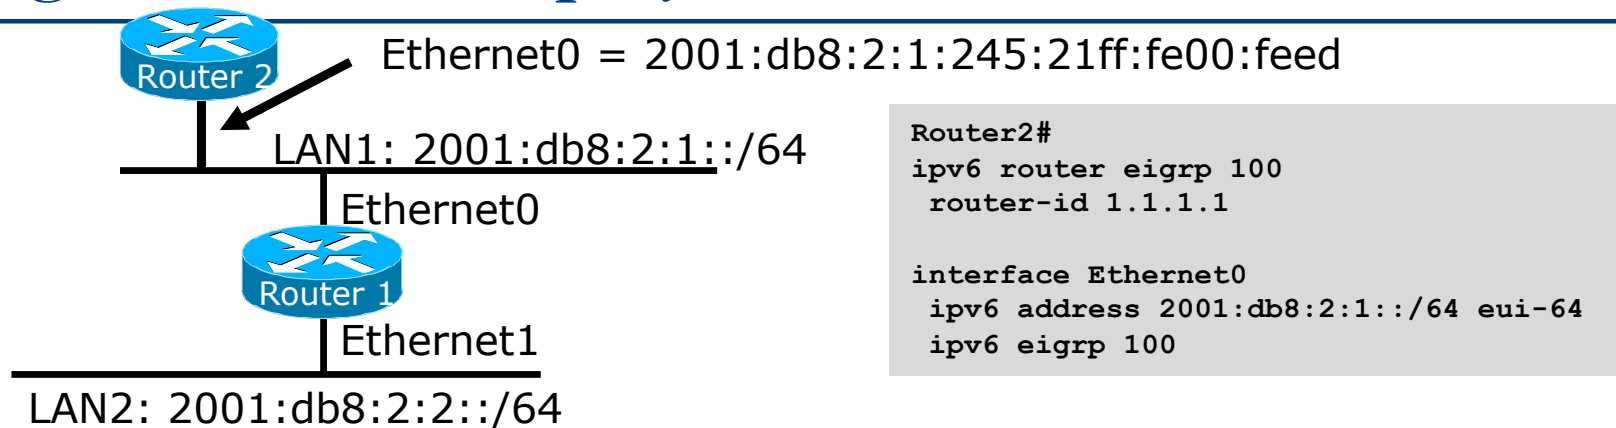 Router 2
Ethernet0 = 2001:db8:2:1:245:21ff:fe00:feed
LAN1: 2001:db8:2:1::/64
Ethernet0
Router 1
Ethernet1
LAN2: 2001:db8:2:2::/64
Router2#
ipv6 router eigrp 100
router-id 1.1.1.1
interface Ethernet0
ipv6 address 2001:db8:2:1::/64 eui-64
ipv6 eigrp 100